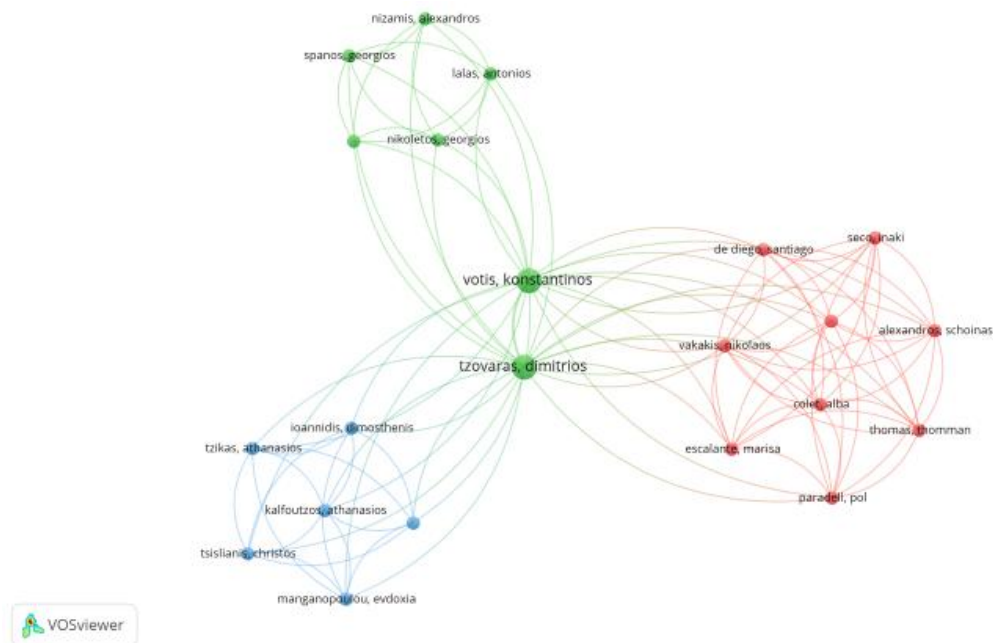 nizamis, alexandros
spanos, georgios
lalas, antonios
nikoletos, georgios
seco, inaki
de diego, santiago
votis, konstantinos
alexandros, schoinas
vakakis, nikolaos
tzovaras, dimitrios
colet, alba
ioannidis, dimosthenis
thomas, thomman
tzikas, athanasios
escalante, marisa
paradell, pol
kalfoutzos, athanasios
tsislianis, christos
manganopoulou, evdoxia
VOSviewer